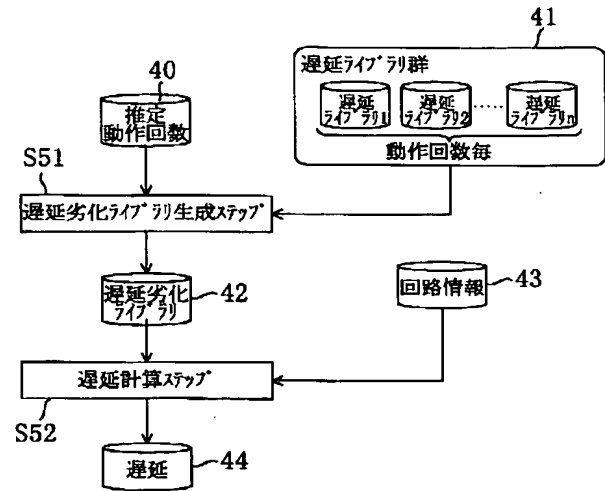 41
遅延ライブラリ群
40
推定
動作回数
遅延
ライブラリ1
遅延
ライブラリ2
……
遅延
ライブラリn
動作回数毎
S51
遅延劣化ライブラリ生成ステップ
遅延劣化
ライブラリ
42
回路情報
43
遅延計算ステップ
S52
遅延
44